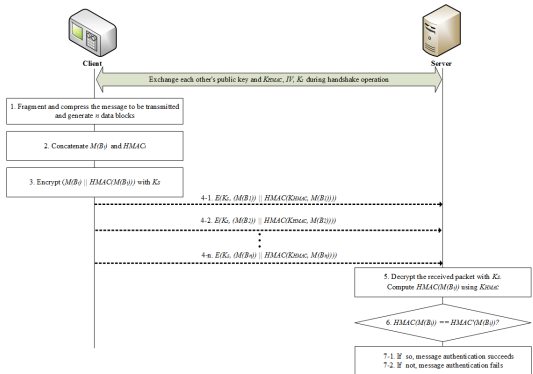 Client
Server
Exchange each other's public key and KHMAC, IV, Ks during handshake operation
1. Fragment and compress the message to be transmitted
and generate n data blocks
2. Concatenate M(Bi) and HMACi
3. Encrypt (M(Bi) || HMAC(M(Bi))) with Ks
4-1. E(Ks, (M(B1)) || HMAC(KHMAC, M(B1))))
4-2. E(Ks, (M(B2)) || HMAC(KHMAC, M(B2))))
4-n. E(Ks, (M(Bn)) || HMAC(KHMAC, M(Bn))))
5. Decrypt the received packet with Ks.
Compute HMAC(M(Bi)) using KHMAC
6. HMAC(M(Bi)) == HMAC'(M(Bi))?
7-1. If so, message authentication succeeds
7-2. If not, message authentication fails